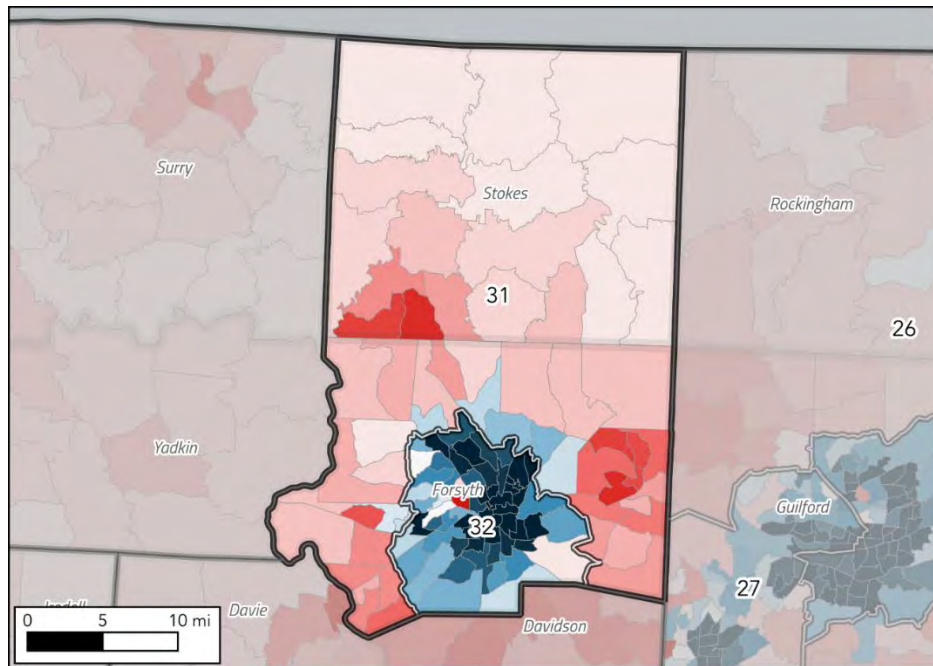 Surry
Stokes
Rockingham
31
26
Yadkin
Forsyth
Guilford
32
27
Davie
Davidson
0 5 10 mi